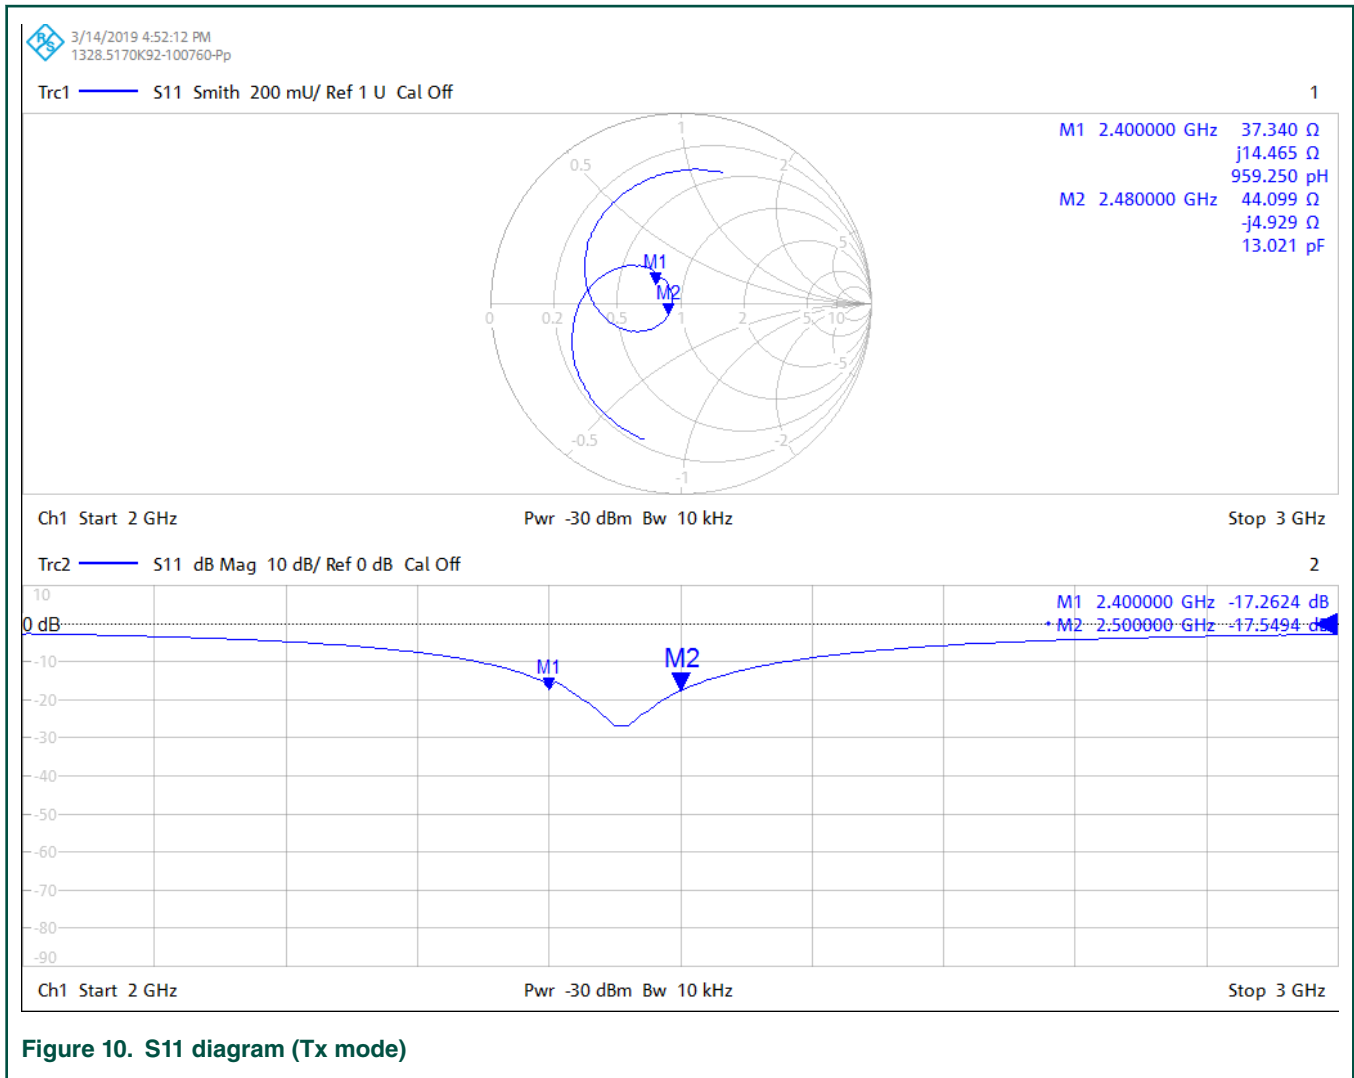 R&S
3/14/2019 4:52:12 PM
1328.5170K92-100760-Pp
Trc1 S11 Smith 200 mU/ Ref 1 U Cal Off 1
M1 2.400000 GHz 37.340 Ω
j14.465 Ω
959.250 pH
M2 2.480000 GHz 44.099 Ω
-j4.929 Ω
13.021 pF
1
0.5 2
5
M1
M2
0 0.2 0.5 1 2 5 10
-5
-0.5 -2
-1
Ch1 Start 2 GHz Pwr -30 dBm Bw 10 kHz Stop 3 GHz
Trc2 S11 dB Mag 10 dB/ Ref 0 dB Cal Off 2
10
M1 2.400000 GHz -17.2624 dB
0 dB
• M2 2.500000 GHz -17.5494 dB
M1 M2
-10
-20
-30
-40
-50
-60
-70
-80
-90
Ch1 Start 2 GHz Pwr -30 dBm Bw 10 kHz Stop 3 GHz
Figure 10. S11 diagram (Tx mode)